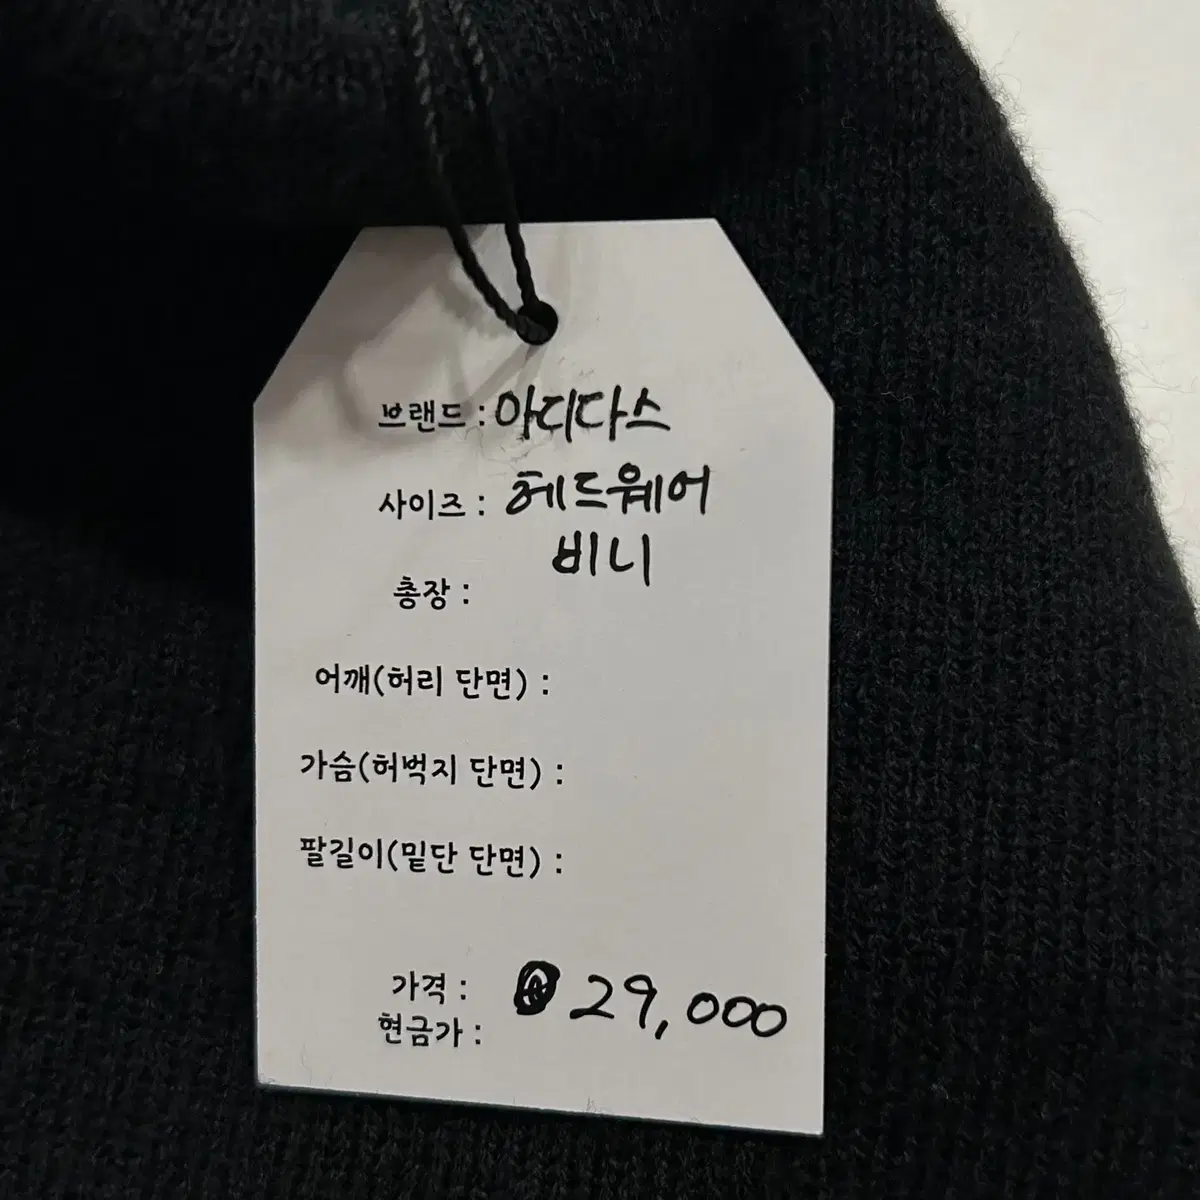 브랜드 : 아디다스
사이즈 : 헤드웨어
비니
총장 :
어깨(허리 단면) :
가슴(허벅지 단면) :
팔길이(밑단 단면) :
가격 : 29,000
현금가 :